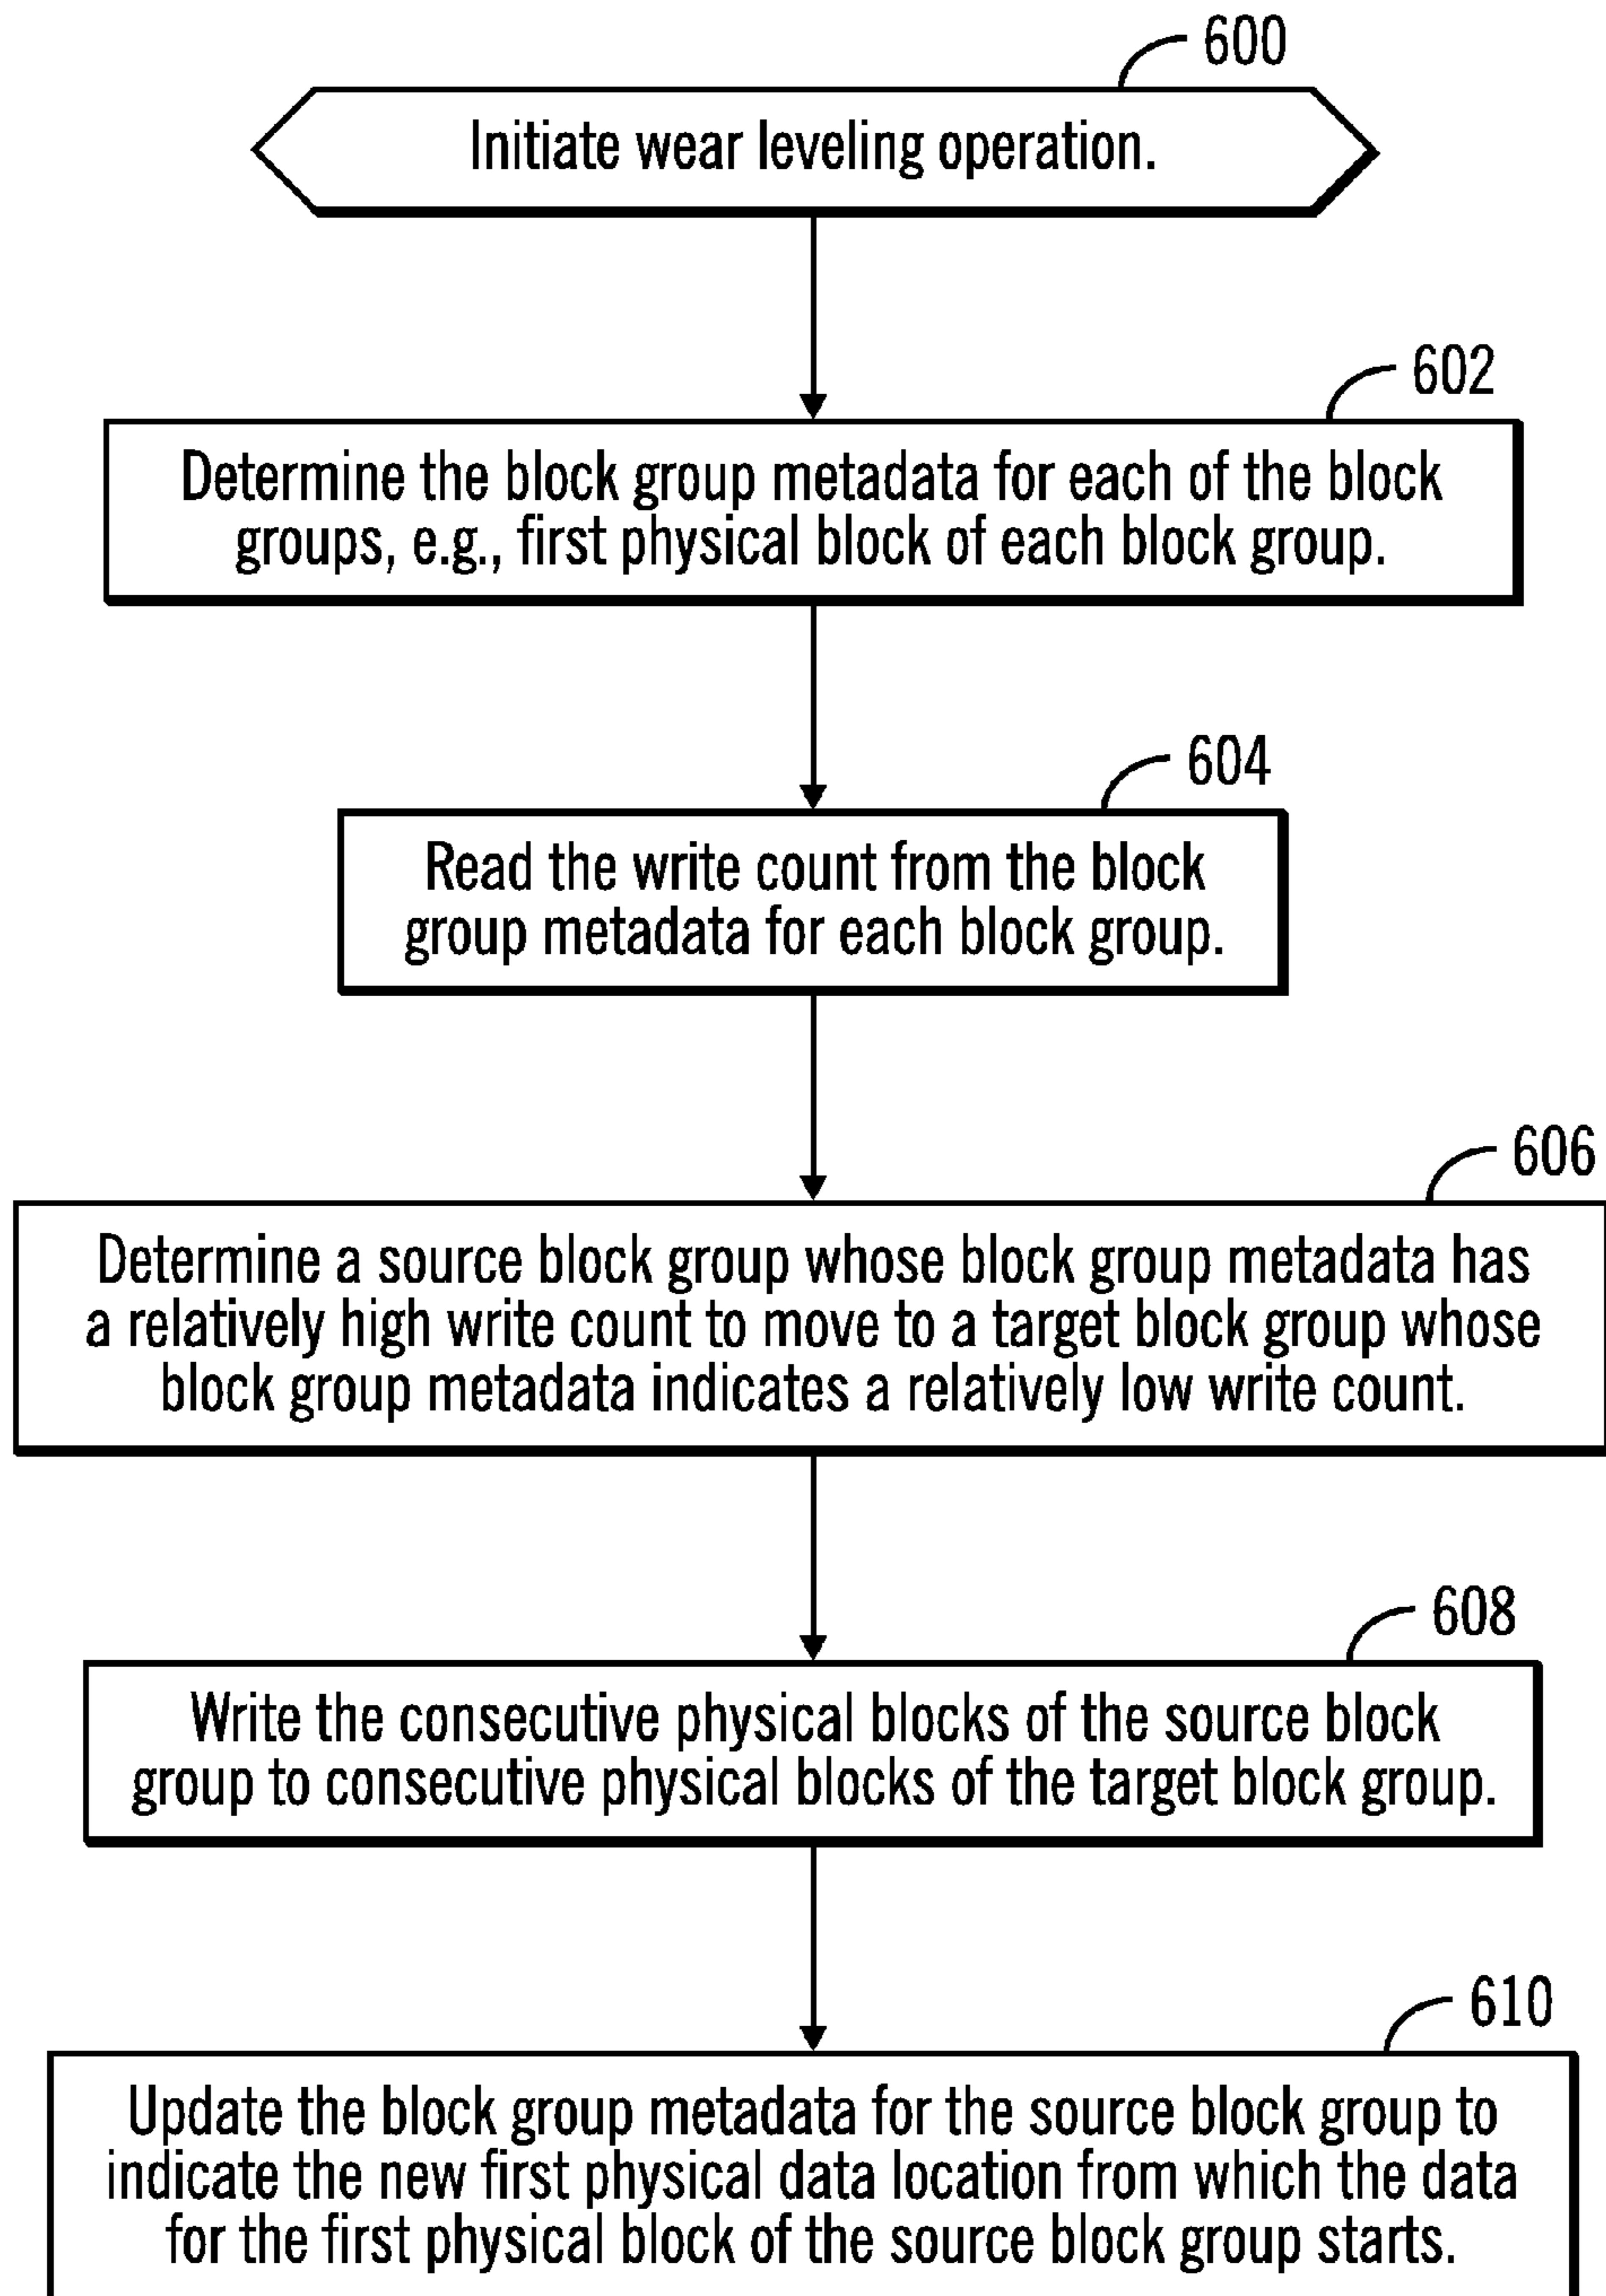 600
Initiate wear leveling operation.
602
Determine the block group metadata for each of the block
groups, e.g., first physical block of each block group.
604
Read the write count from the block
group metadata for each block group.
606
Determine a source block group whose block group metadata has
a relatively high write count to move to a target block group whose
block group metadata indicates a relatively low write count.
608
Write the consecutive physical blocks of the source block
group to consecutive physical blocks of the target block group.
610
Update the block group metadata for the source block group to
indicate the new first physical data location from which the data
for the first physical block of the source block group starts.